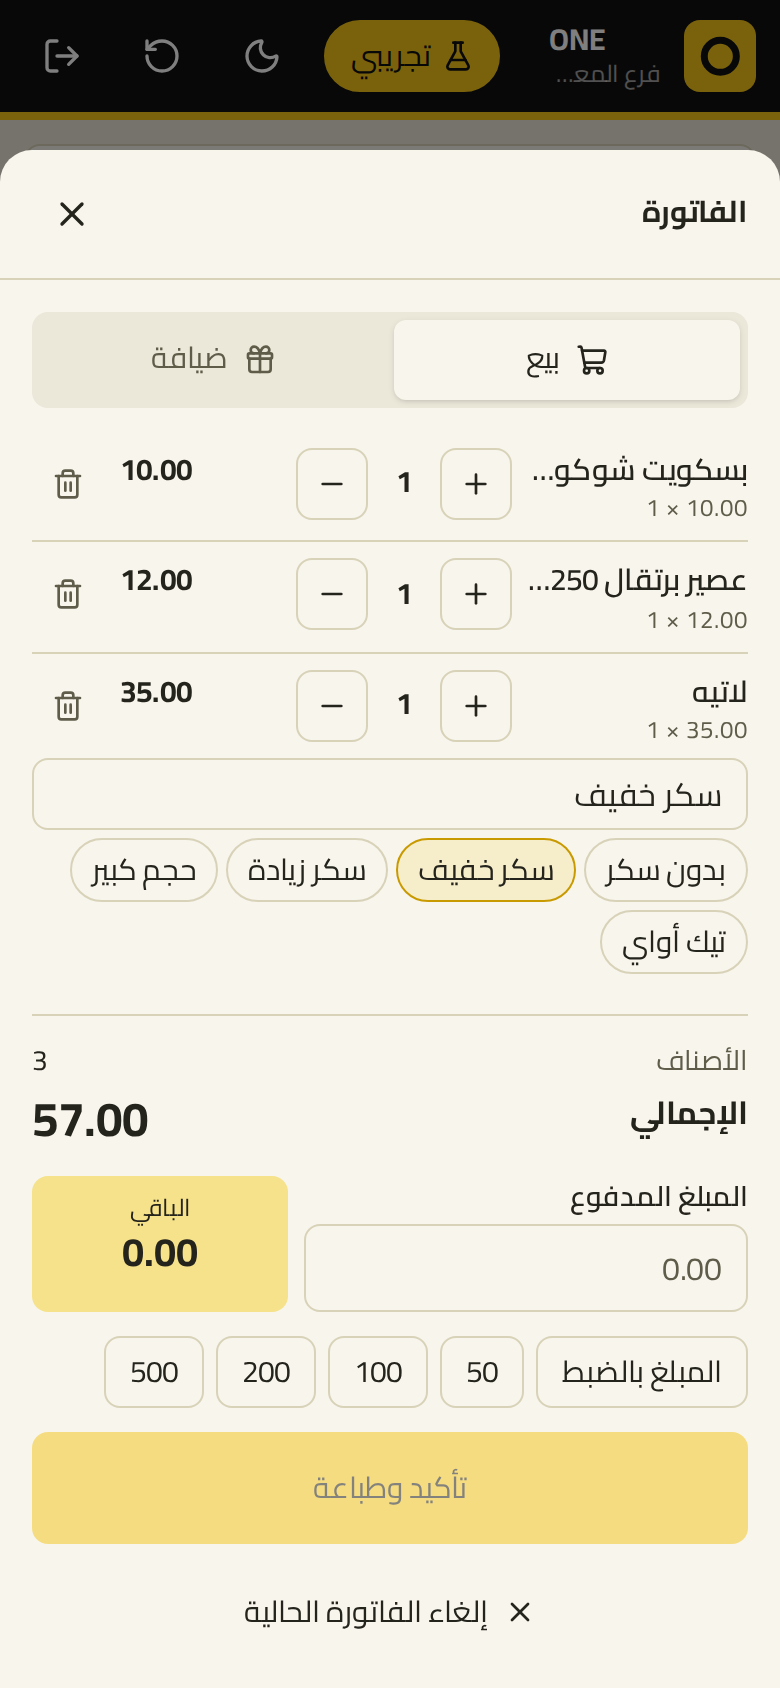 ONE
فرع المع...
تجريبي
الفاتورة
بيع
ضيافة
بسكويت شوكو...
1 × 10.00
1
10.00
عصير برتقال 250...
1 × 12.00
1
12.00
لاتيه
1 × 35.00
1
35.00
سكر خفيف
بدون سكر
سكر خفيف
سكر زيادة
حجم كبير
تيك أواي
الأصناف
3
الإجمالي
57.00
المبلغ المدفوع
0.00
الباقي
0.00
المبلغ بالضبط
50
100
200
500
تأكيد وطباعة
إلغاء الفاتورة الحالية